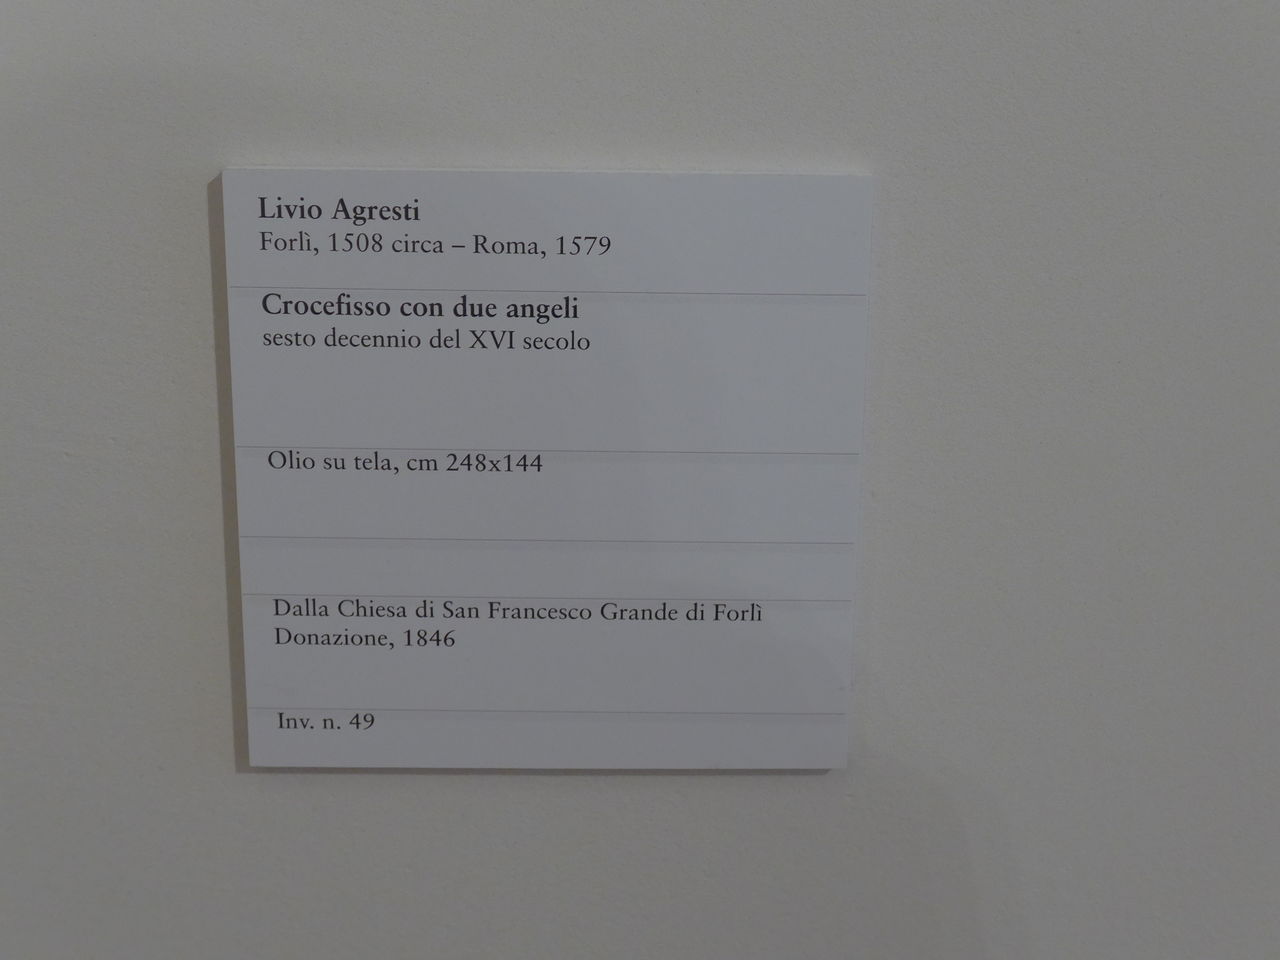 Livio Agresti
Forlì, 1508 circa – Roma, 1579
Crocefisso con due angeli
sesto decennio del XVI secolo
Olio su tela, cm 248x144
Dalla Chiesa di San Francesco Grande di Forlì
Donazione, 1846
Inv. n. 49